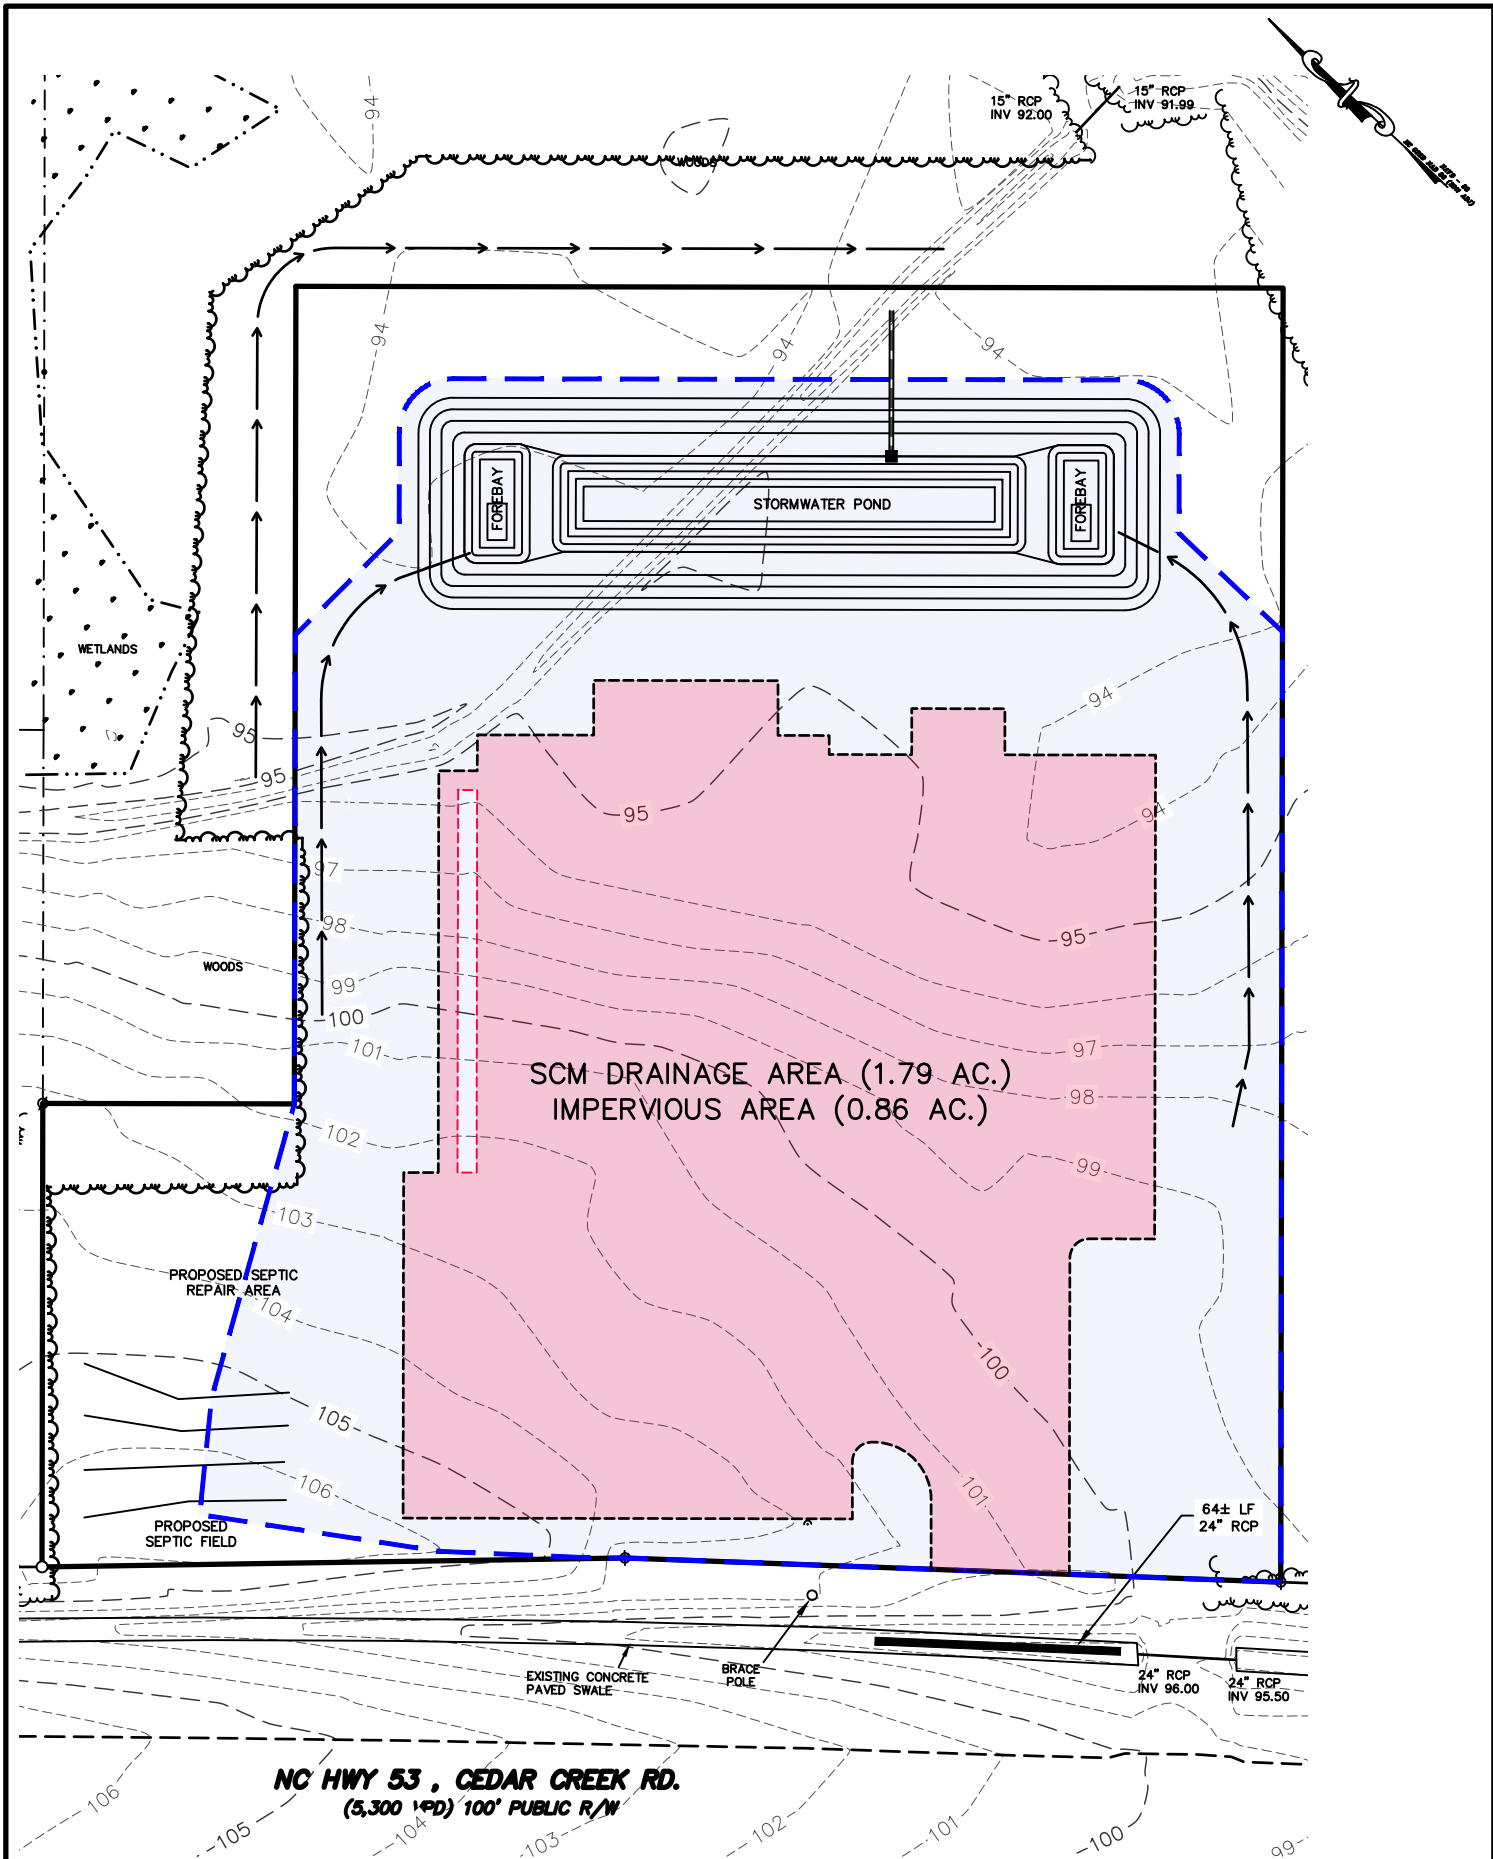 94
15" RCP
INV 92.00
15" RCP
INV 91.99
WOODS
94
94
94
FOREBAY
STORMWATER POND
FOREBAY
WETLANDS
95
95
94
94
95
97
98
95
99
100
101
97
SCM DRAINAGE AREA (1.79 AC.)
IMPERVIOUS AREA (0.86 AC.)
98
WOODS
102
99
103
PROPOSED SEPTIC
REPAIR AREA
104
100
105
106
101
PROPOSED
SEPTIC FIELD
64± LF
24" RCP
EXISTING CONCRETE
PAVED SWALE
BRACE
POLE
24" RCP
INV 96.00
24" RCP
INV 95.50
NC HWY 53 , CEDAR CREEK RD.
(5,300 VPD) 100' PUBLIC R/W
106
105
104
103
102
101
100
99